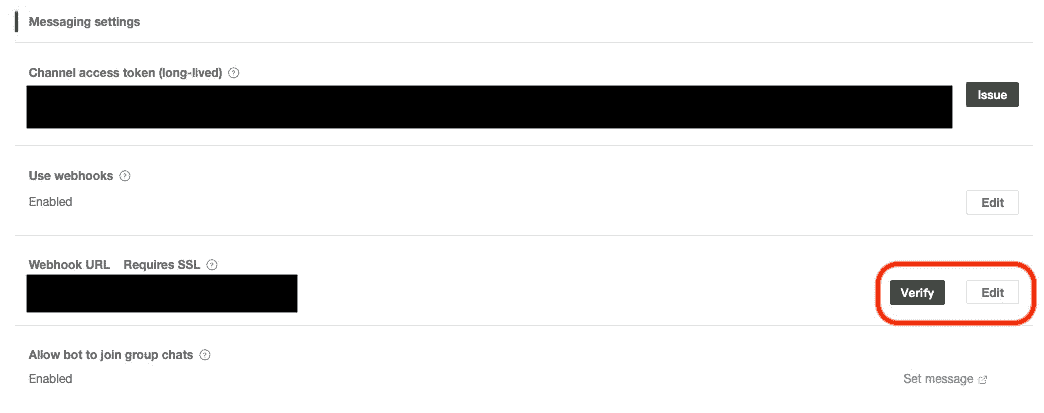 Messaging settings
Channel access token (long-lived) ?
Issue
Use webhooks ?
Enabled
Edit
Webhook URL Requires SSL ?
Verify Edit
Allow bot to join group chats ?
Enabled
Set message